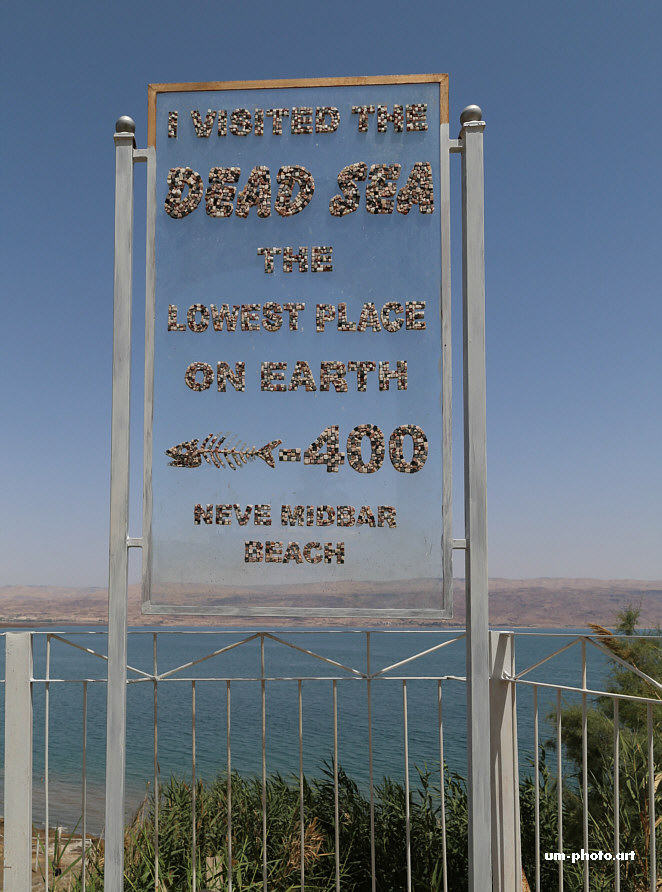 I VISITED THE
DEAD SEA
THE
LOWEST PLACE
ON EARTH
-400
NEVE MIDBAR
BEACH
um-photo.art